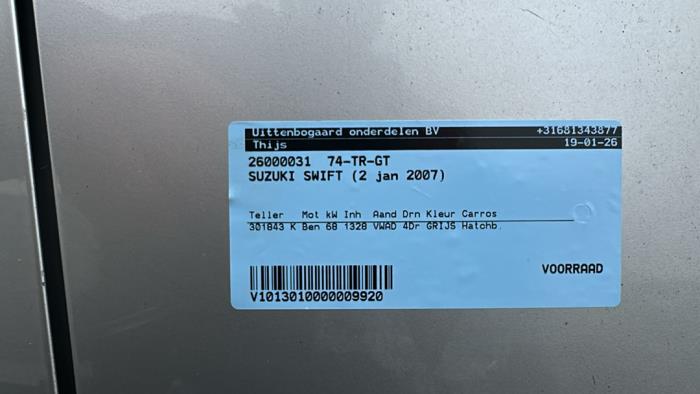 Uittenbogaard onderdelen BV +31681343877
Thijs 19-01-26
26000031 74-TR-GT
SUZUKI SWIFT (2 jan 2007)
Teller Mot kW Inh Aand Drn Kleur Carros
301843 K Ben 68 1328 VWAD 4Dr GRIJS Hatchb.
VOORRAAD
V1013010000009920